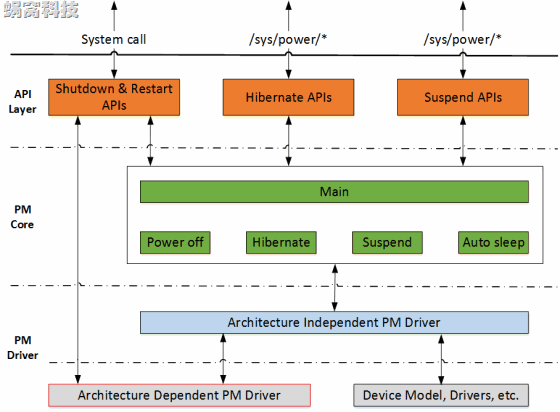 蜗窝科技
System call
/sys/power/*
/sys/power/*
API
Layer
Shutdown & Restart
APIs
Hibernate APIs
Suspend APIs
PM
Core
Main
Power off
Hibernate
Suspend
Auto sleep
PM
Driver
Architecture Independent PM Driver
Architecture Dependent PM Driver
Device Model, Drivers, etc.